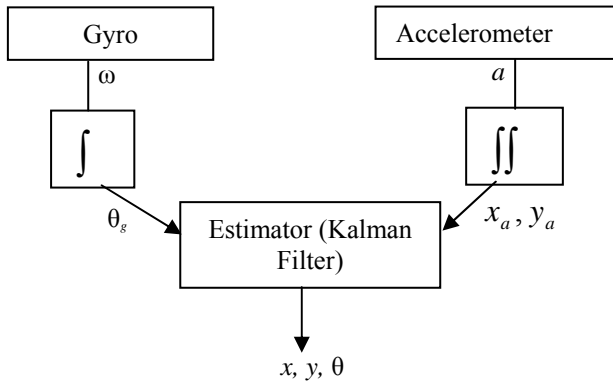 Gyro
Accelerometer
ω
a
∫
∬
θg
xa, ya
Estimator (Kalman
Filter)
x, y, θ